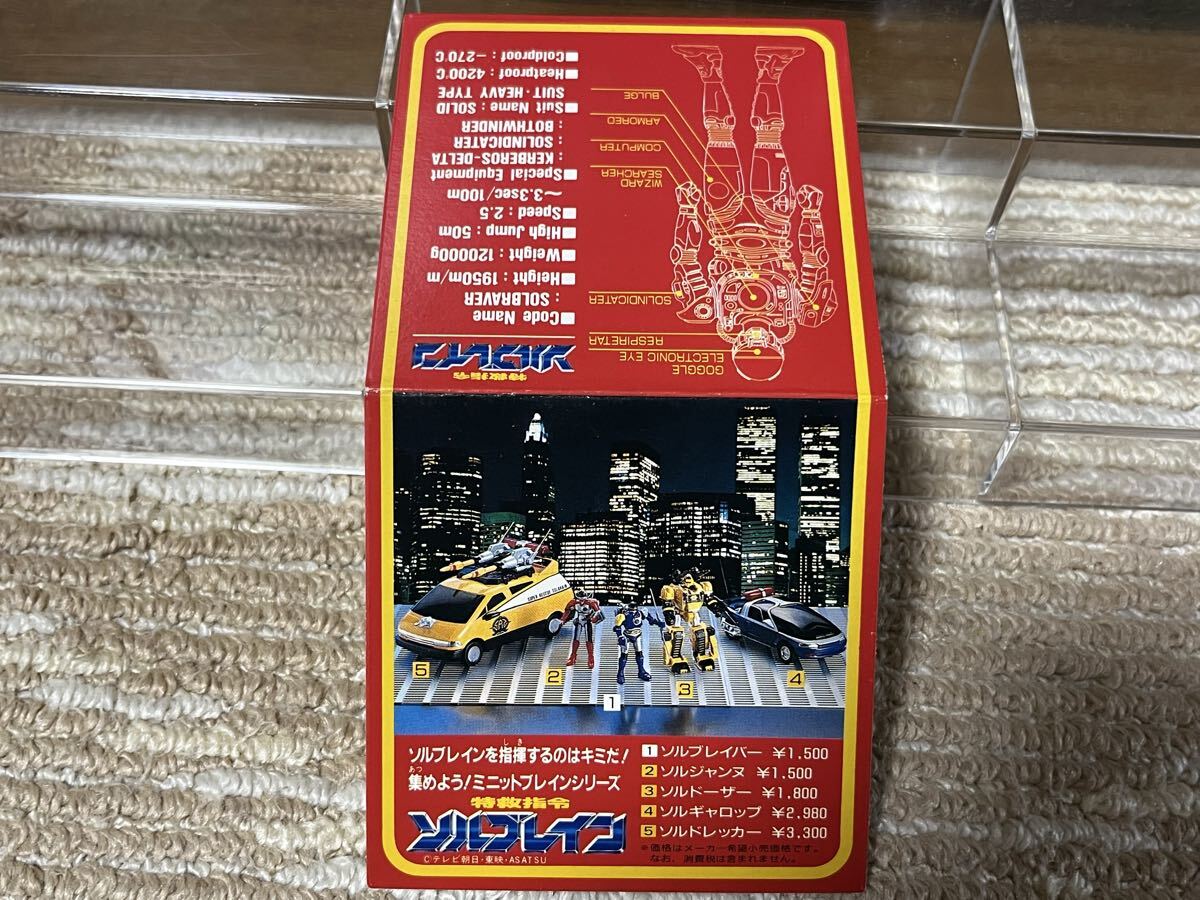 特救指令
ソルブレイン
■Code Name
: SOLBRAVER
■Height : 1950m/m
■Weight : 120000g
■High Jump : 50m
■Speed : 2.5
～3.3sec/100m
■Special Equipment
: KERBEROS-DELTA
: SOLINDICATER
: BOTHWINDER
■Suit Name : SOLID
SUIT・HEAVY TYPE
■Heatproof : 4200℃
■Coldproof : -270℃
GOGGLE
ELECTRONIC EYE
RESPIRETAR
SOLINDICATER
WIZARD
SEARCHER
COMPUTER
ARMORED
BULGE
5
2
1
3
4
ソルブレインを指揮するのはキミだ!
しき
集めよう!ミニットブレインシリーズ
あつ
特救指令
ソルブレイン
©テレビ朝日・東映・ASATSU
1 ソルブレイバー ¥1,500
2 ソルジャンヌ ¥1,500
3 ソルドーザー ¥1,800
4 ソルギャロップ ¥2,980
5 ソルドレッカー ¥3,300
※価格はメーカー希望小売価格です。
なお、消費税は含まれません。